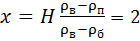 x = H (ρв−ρп)/(ρв−ρб) = 2